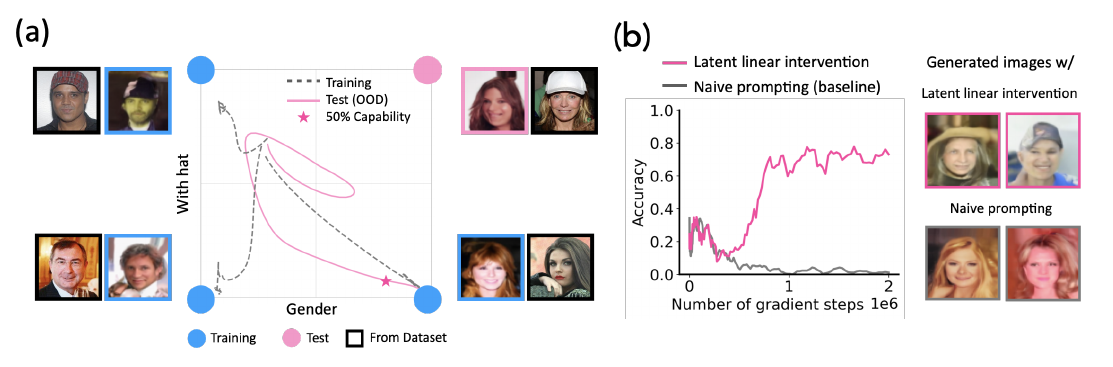 (a)
Training
Test (OOD)
50% Capability
With hat
Gender
Training
Test
From Dataset
(b)
Latent linear intervention
Naive prompting (baseline)
1.0
0.8
0.6
0.4
0.2
0.0
Accuracy
0
1
2
Number of gradient steps 1e6
Generated images w/
Latent linear intervention
Naive prompting